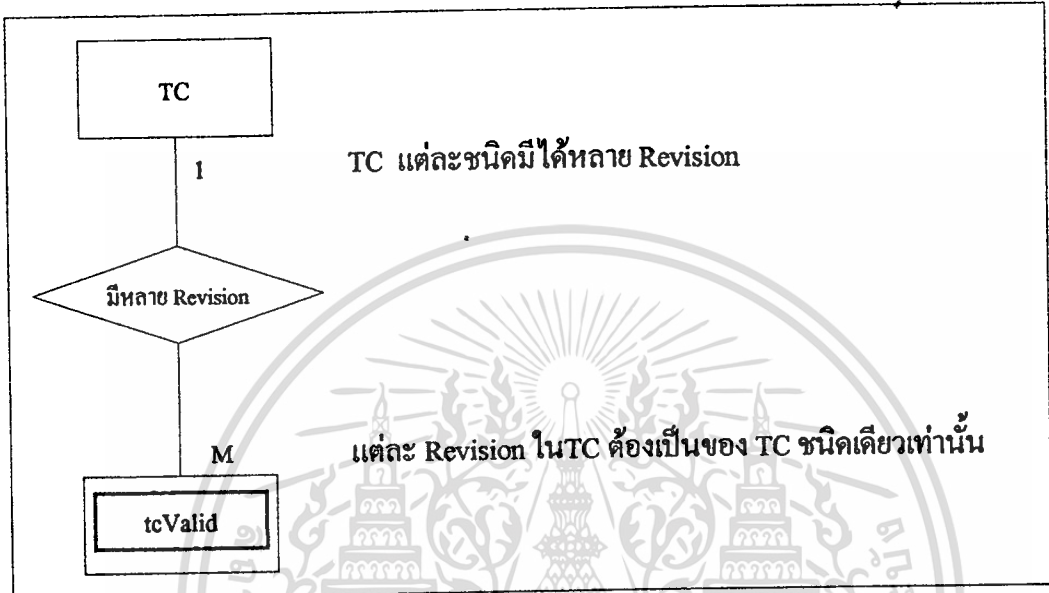 TC
1
TC แต่ละชนิดมีได้หลาย Revision
มีหลาย Revision
M
แต่ละ Revision ในTC ต้องเป็นของ TC ชนิดเดียวเท่านั้น
tcValid